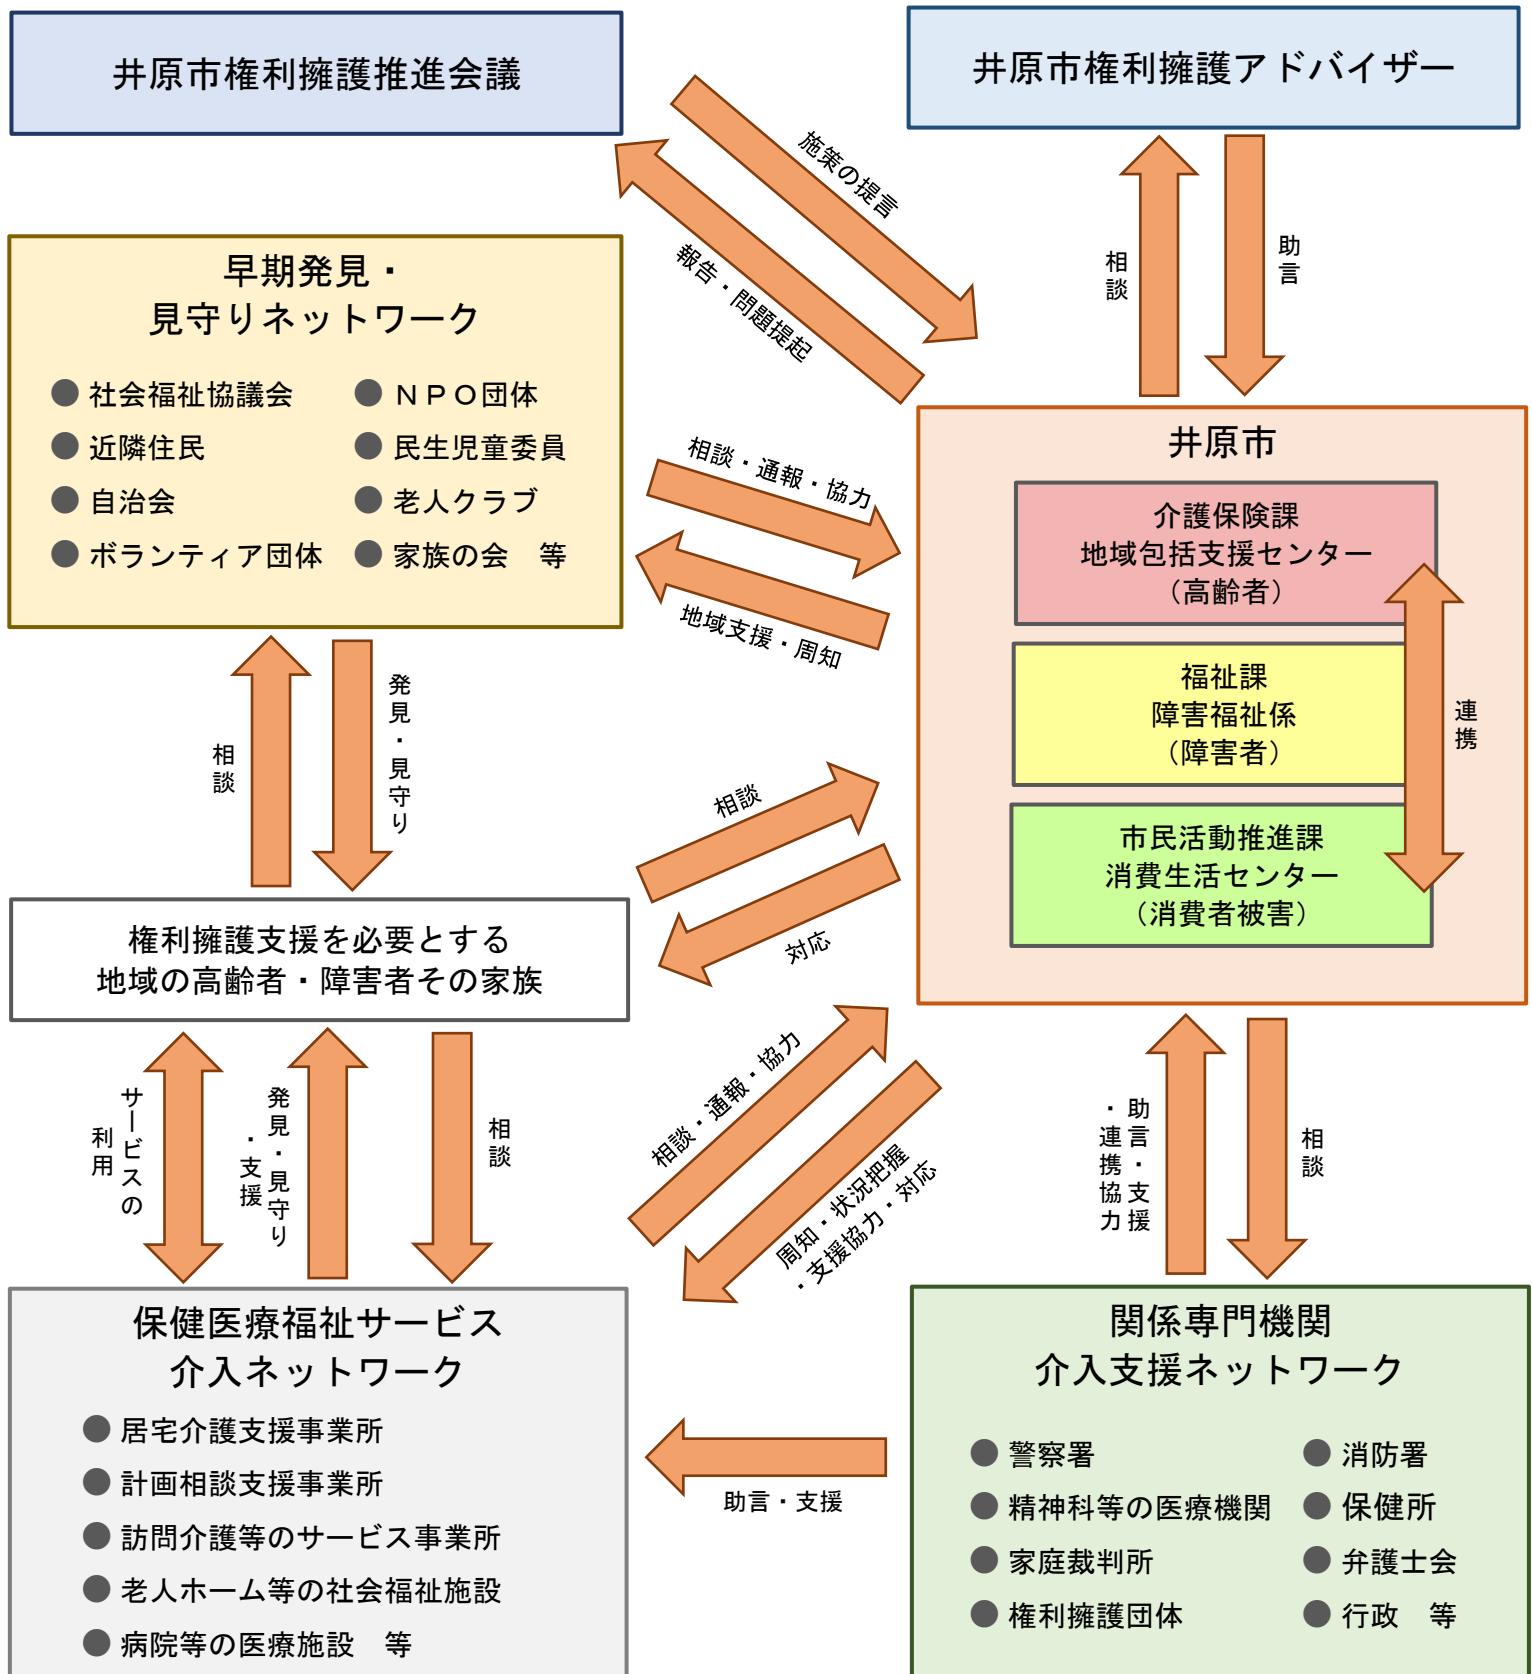 井原市権利擁護推進会議
井原市権利擁護アドバイザー
施策の提言
報告・問題提起
相談
助言
早期発見・
見守りネットワーク
● 社会福祉協議会
● ＮＰＯ団体
● 近隣住民
● 民生児童委員
● 自治会
● 老人クラブ
● ボランティア団体
● 家族の会　等
相談・通報・協力
地域支援・周知
井原市
介護保険課
地域包括支援センター
（高齢者）
福祉課
障害福祉係
（障害者）
市民活動推進課
消費生活センター
（消費者被害）
連携
相談
発見・見守り
相談
対応
権利擁護支援を必要とする
地域の高齢者・障害者その家族
サービスの
利用
発見・見守り
・支援
相談
相談・通報・協力
周知・状況把握
・支援協力・対応
助言・支援
・連携協力
相談
保健医療福祉サービス
介入ネットワーク
● 居宅介護支援事業所
● 計画相談支援事業所
● 訪問介護等のサービス事業所
● 老人ホーム等の社会福祉施設
● 病院等の医療施設　等
助言・支援
関係専門機関
介入支援ネットワーク
● 警察署
● 消防署
● 精神科等の医療機関
● 保健所
● 家庭裁判所
● 弁護士会
● 権利擁護団体
● 行政　等